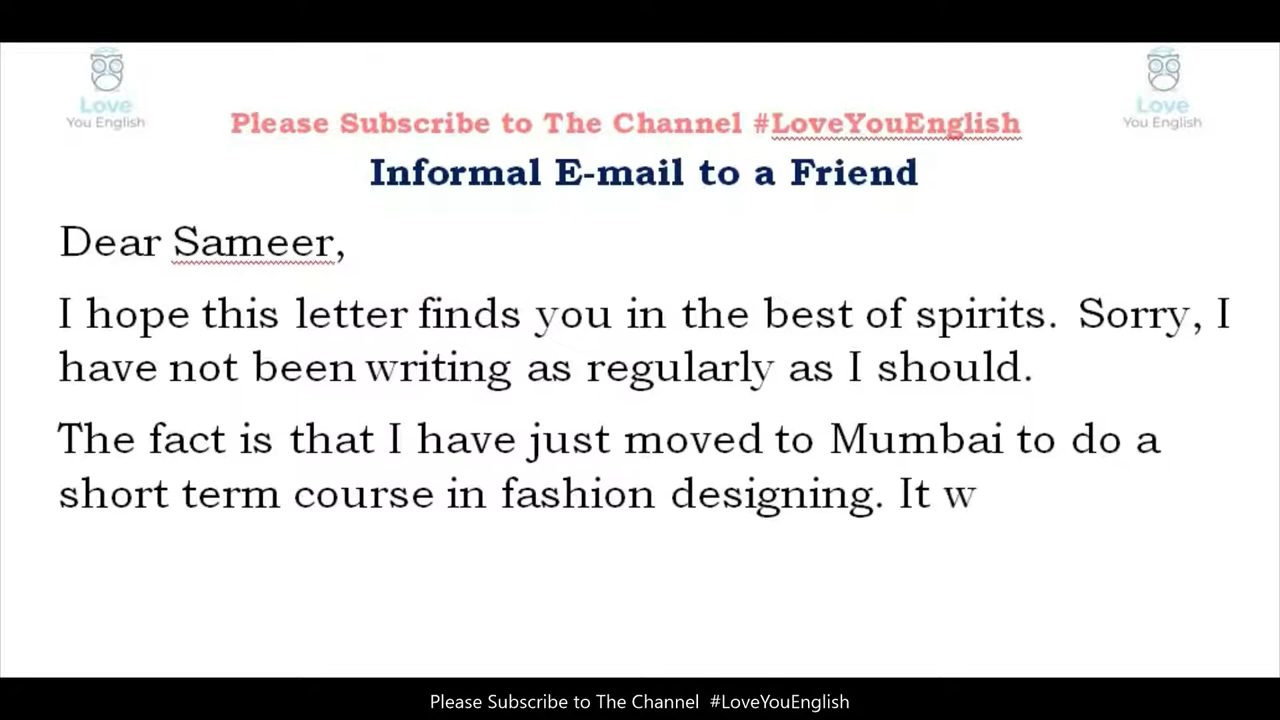 Love
You English
Love
You English
Please Subscribe to The Channel #LoveYouEnglish
Informal E-mail to a Friend
Dear Sameer,
I hope this letter finds you in the best of spirits. Sorry, I
have not been writing as regularly as I should.
The fact is that I have just moved to Mumbai to do a
short term course in fashion designing. It w
Please Subscribe to The Channel #LoveYouEnglish